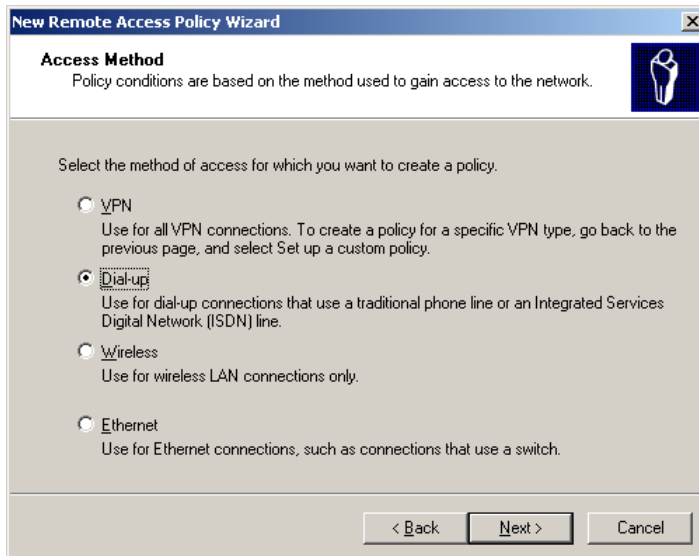 New Remote Access Policy Wizard
Access Method
Policy conditions are based on the method used to gain access to the network.
Select the method of access for which you want to create a policy.
VPN
Use for all VPN connections. To create a policy for a specific VPN type, go back to the
previous page, and select Set up a custom policy.
Dial-up
Use for dial-up connections that use a traditional phone line or an Integrated Services
Digital Network (ISDN) line.
Wireless
Use for wireless LAN connections only.
Ethernet
Use for Ethernet connections, such as connections that use a switch.
< Back Next > Cancel